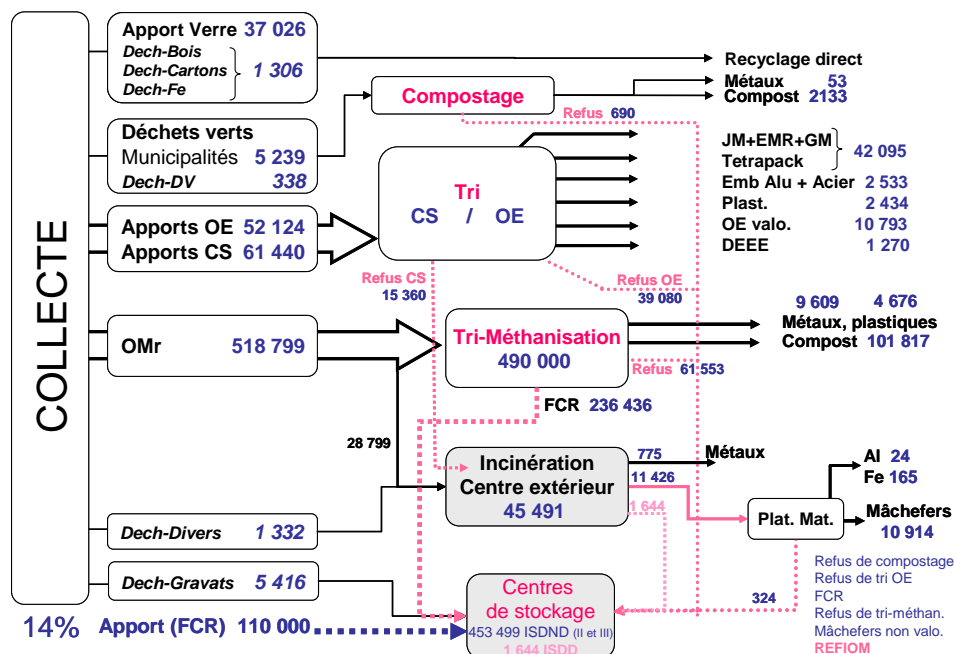 COLLECTE
14%
Apport Verre 37 026
Dech-Bois
Dech-Cartons
Dech-Fe
1 306
Recyclage direct
Métaux 53
Compost 2133
Compostage
Refus 690
Déchets verts
Municipalités 5 239
Dech-DV 338
Tri
CS / OE
JM+EMR+GM
Tetrapack
42 095
Emb Alu + Acier 2 533
Plast. 2 434
OE valo. 10 793
DEEE 1 270
Apports OE 52 124
Apports CS 61 440
Refus CS
15 360
Refus OE
39 080
OMr 518 799
Tri-Méthanisation
490 000
9 609 4 676
Métaux, plastiques
Compost 101 817
Refus 61 553
FCR 236 436
28 799
Incinération
Centre extérieur
45 491
775
Métaux
11 426
1 644
Al 24
Fe 165
Plat. Mat.
Mâchefers
10 914
Dech-Divers 1 332
Dech-Gravats 5 416
Centres
de stockage
453 499 ISDND (II et III)
1 644 ISDD
324
Refus de compostage
Refus de tri OE
FCR
Refus de tri-méthan.
Mâchefers non valo.
REFIOM
Apport (FCR) 110 000